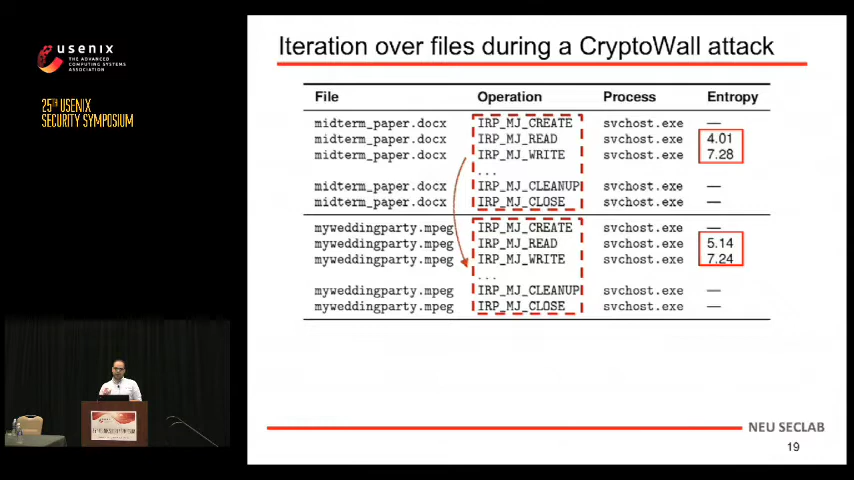 usenix
THE ADVANCED
COMPUTING SYSTEMS
ASSOCIATION
25TH USENIX
SECURITY SYMPOSIUM
Iteration over files during a CryptoWall attack
File Operation Process Entropy
midterm_paper.docx IRP_MJ_CREATE svchost.exe —
midterm_paper.docx IRP_MJ_READ svchost.exe 4.01
midterm_paper.docx IRP_MJ_WRITE svchost.exe 7.28
...
midterm_paper.docx IRP_MJ_CLEANUP svchost.exe —
midterm_paper.docx IRP_MJ_CLOSE svchost.exe —
myweddingparty.mpeg IRP_MJ_CREATE svchost.exe —
myweddingparty.mpeg IRP_MJ_READ svchost.exe 5.14
myweddingparty.mpeg IRP_MJ_WRITE svchost.exe 7.24
...
myweddingparty.mpeg IRP_MJ_CLEANUP svchost.exe —
myweddingparty.mpeg IRP_MJ_CLOSE svchost.exe —
NEU SECLAB
19